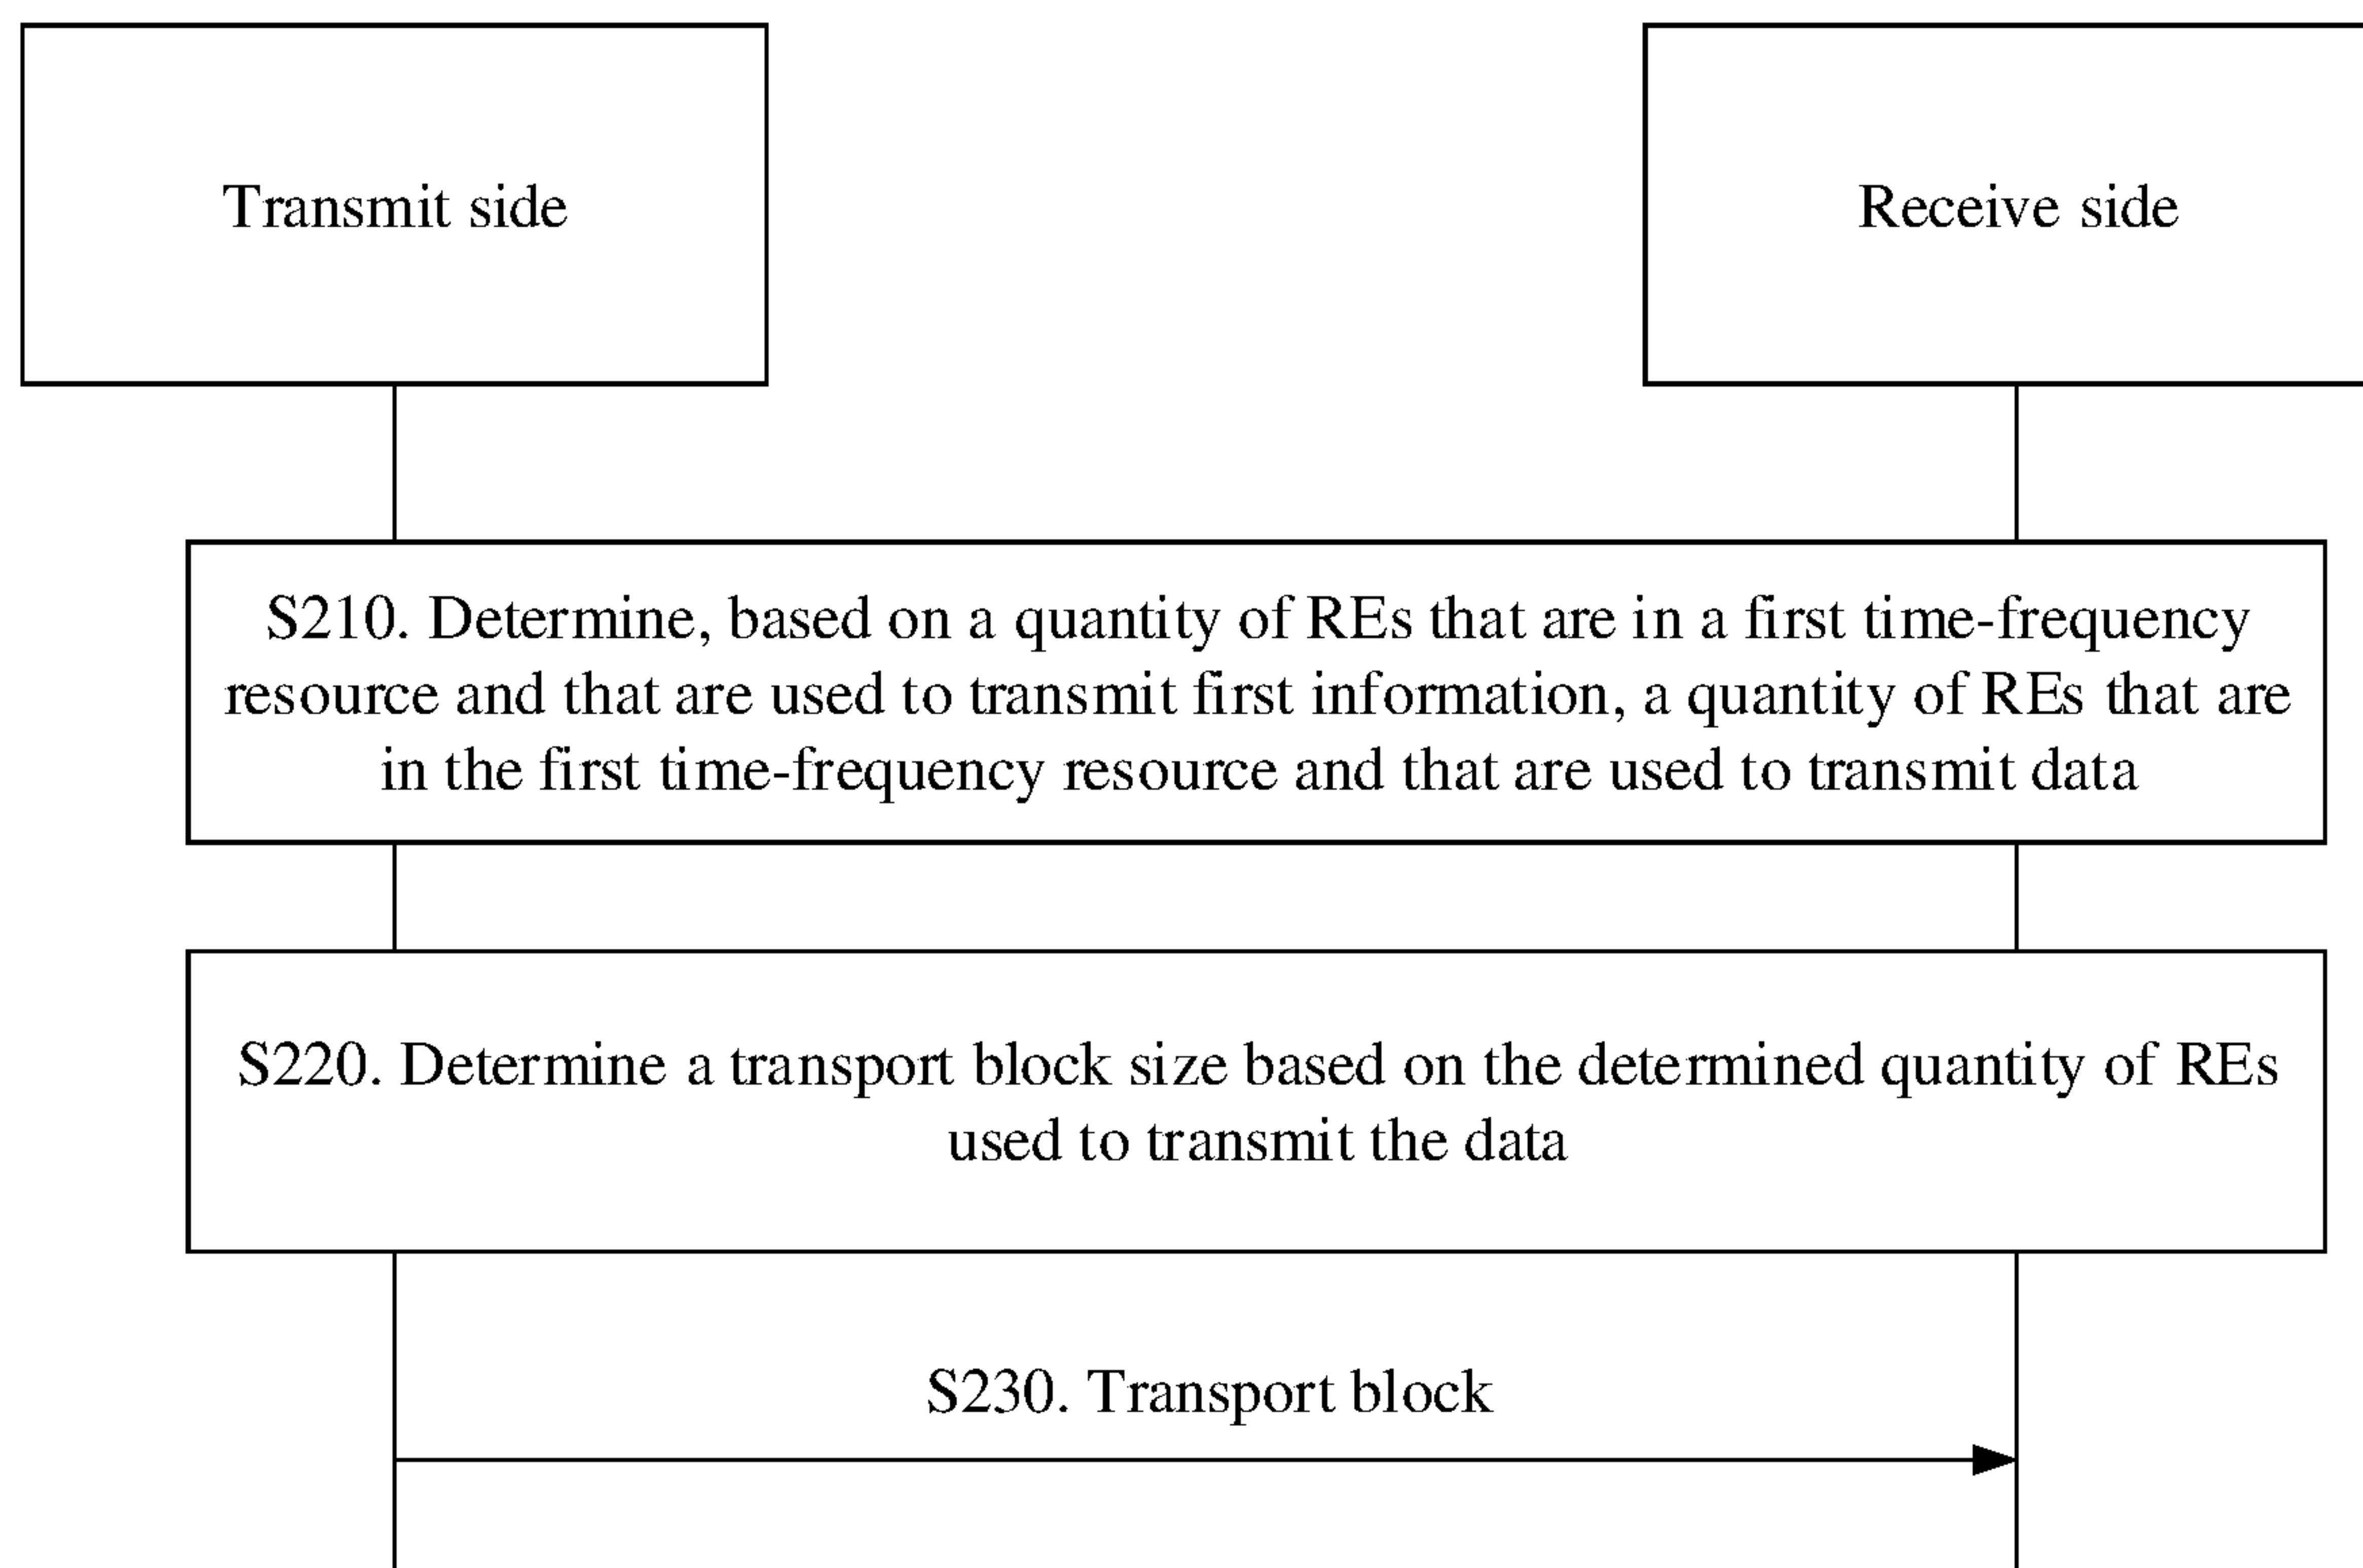 Transmit side
Receive side
S210. Determine, based on a quantity of REs that are in a first time-frequency
resource and that are used to transmit first information, a quantity of REs that are
in the first time-frequency resource and that are used to transmit data
S220. Determine a transport block size based on the determined quantity of REs
used to transmit the data
S230. Transport block